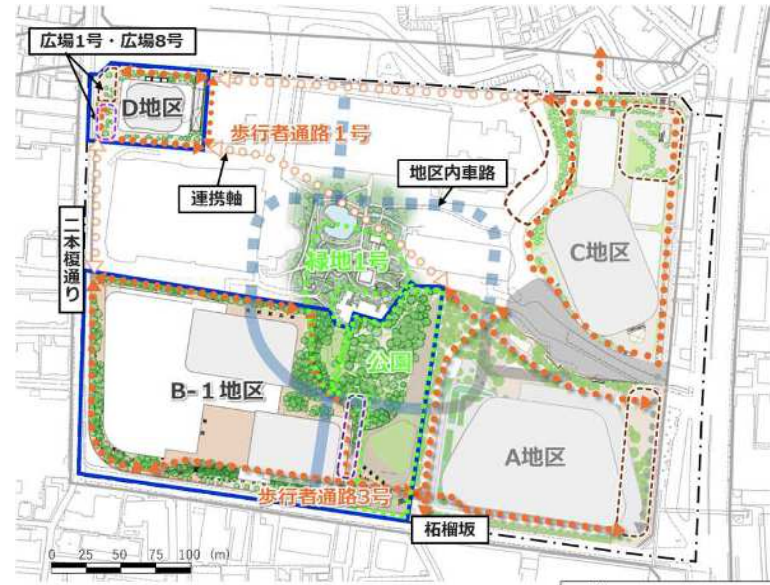 広場1号・広場8号
D地区
歩行者通路1号
連携軸
地区内車路
二本榎通り
緑地1号
C地区
公園
B-1地区
A地区
歩行者通路3号
柘榴坂
0 25 50 75 100 (m)